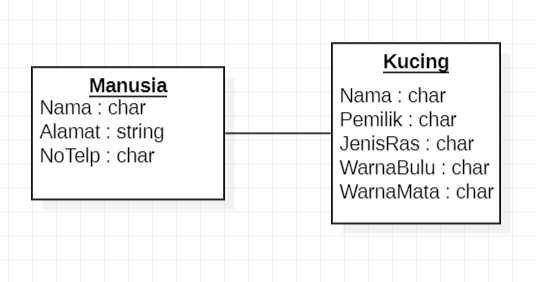 Manusia
Nama : char
Alamat : string
NoTelp : char
Kucing
Nama : char
Pemilik : char
JenisRas : char
WarnaBulu : char
WarnaMata : char